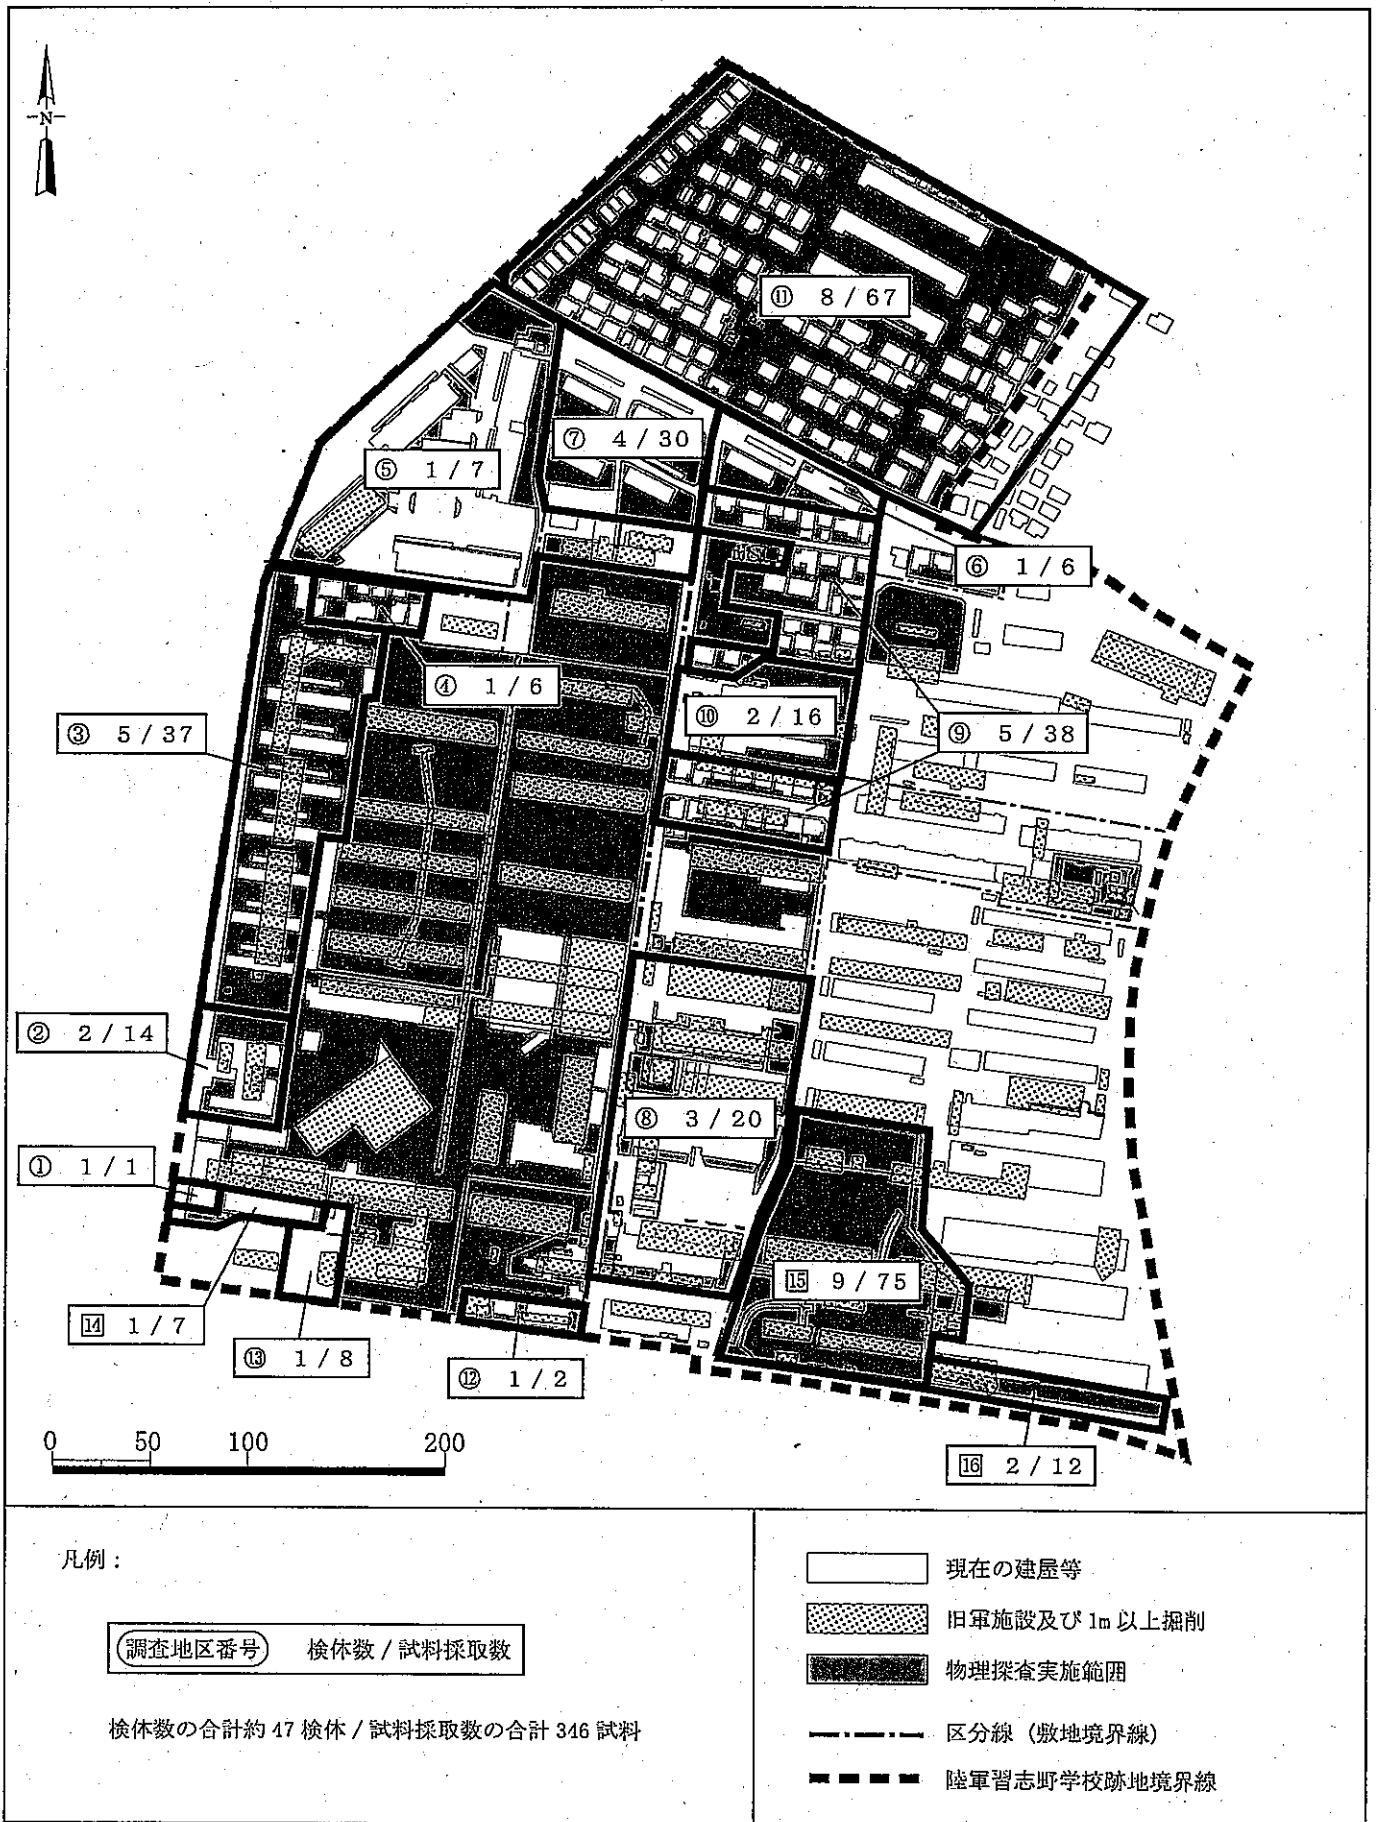 N
⑪ 8 / 67
⑦ 4 / 30
⑤ 1 / 7
⑥ 1 / 6
④ 1 / 6
③ 5 / 37
⑩ 2 / 16
⑨ 5 / 38
② 2 / 14
⑧ 3 / 20
① 1 / 1
15 9 / 75
14 1 / 7
⑬ 1 / 8
⑫ 1 / 2
16 2 / 12
0 50 100 200
凡例：
調査地区番号 検体数 / 試料採取数
検体数の合計約 47 検体 / 試料採取数の合計 346 試料
現在の建屋等
旧軍施設及び 1m 以上掘削
物理探査実施範囲
区分線（敷地境界線）
陸軍習志野学校跡地境界線